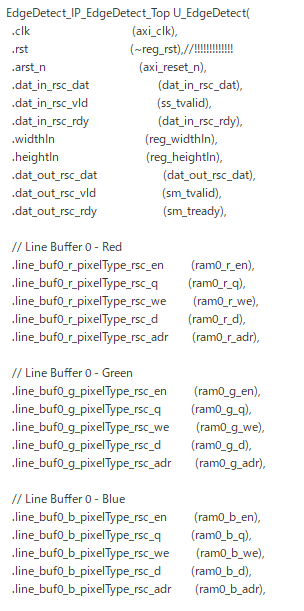 EdgeDetect_IP_EdgeDetect_Top U_EdgeDetect(
.clk (axi_clk),
.rst (~reg_rst),//!!!!!!!!!!!!!
.arst_n (axi_reset_n),
.dat_in_rsc_dat (dat_in_rsc_dat),
.dat_in_rsc_vld (ss_tvalid),
.dat_in_rsc_rdy (dat_in_rsc_rdy),
.widthIn (reg_widthIn),
.heightIn (reg_heightIn),
.dat_out_rsc_dat (dat_out_rsc_dat),
.dat_out_rsc_vld (sm_tvalid),
.dat_out_rsc_rdy (sm_tready),
// Line Buffer 0 - Red
.line_buf0_r_pixelType_rsc_en (ram0_r_en),
.line_buf0_r_pixelType_rsc_q (ram0_r_q),
.line_buf0_r_pixelType_rsc_we (ram0_r_we),
.line_buf0_r_pixelType_rsc_d (ram0_r_d),
.line_buf0_r_pixelType_rsc_adr (ram0_r_adr),
// Line Buffer 0 - Green
.line_buf0_g_pixelType_rsc_en (ram0_g_en),
.line_buf0_g_pixelType_rsc_q (ram0_g_q),
.line_buf0_g_pixelType_rsc_we (ram0_g_we),
.line_buf0_g_pixelType_rsc_d (ram0_g_d),
.line_buf0_g_pixelType_rsc_adr (ram0_g_adr),
// Line Buffer 0 - Blue
.line_buf0_b_pixelType_rsc_en (ram0_b_en),
.line_buf0_b_pixelType_rsc_q (ram0_b_q),
.line_buf0_b_pixelType_rsc_we (ram0_b_we),
.line_buf0_b_pixelType_rsc_d (ram0_b_d),
.line_buf0_b_pixelType_rsc_adr (ram0_b_adr),